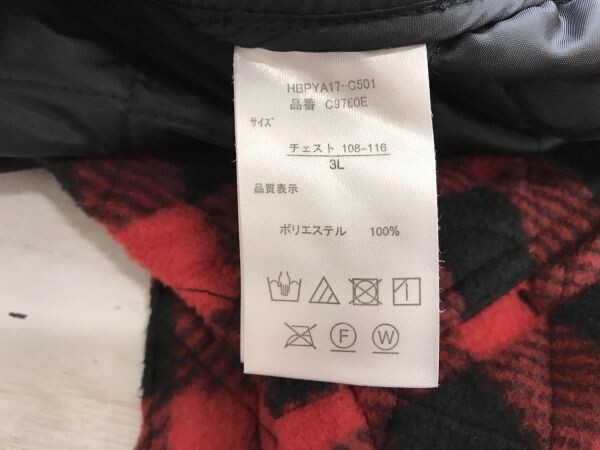 HBPYA17-C501
品番 C9760E
サイズ
チェスト 108~116
3L
品質表示
ポリエステル 100%
F W